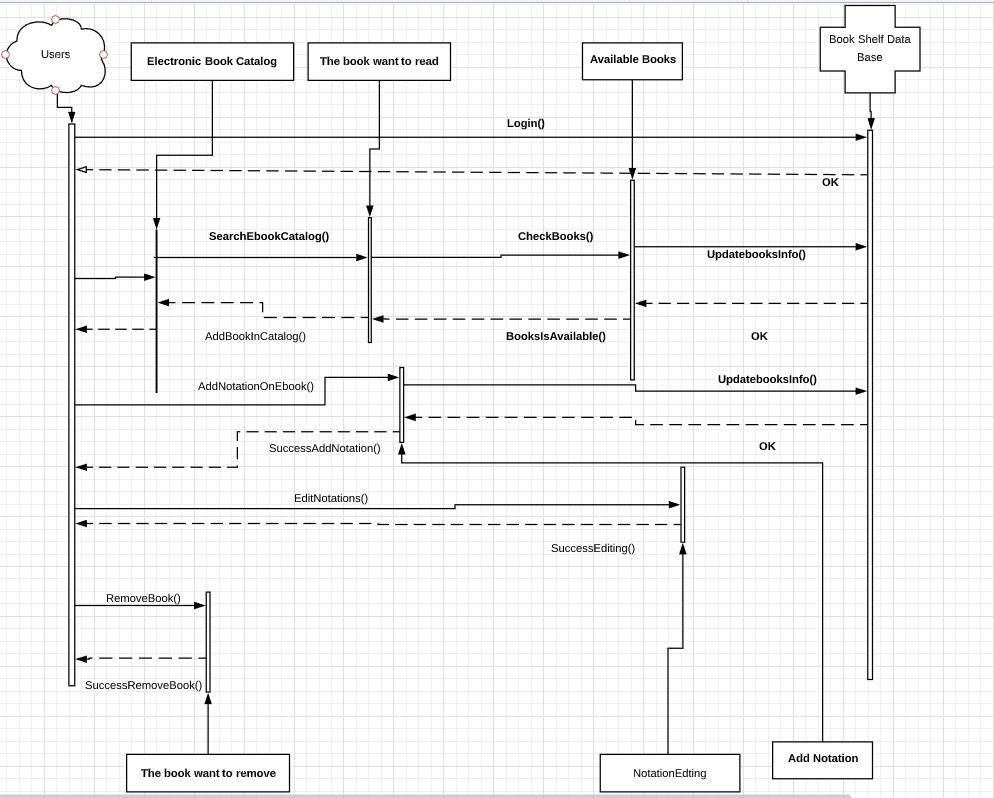 Users
Electronic Book Catalog
The book want to read
Available Books
Book Shelf Data
Base
Login()
OK
SearchEbookCatalog()
CheckBooks()
UpdatebooksInfo()
AddBookInCatalog()
BooksIsAvailable()
OK
AddNotationOnEbook()
UpdatebooksInfo()
SuccessAddNotation()
OK
EditNotations()
SuccessEditing()
RemoveBook()
SuccessRemoveBook()
The book want to remove
NotationEdting
Add Notation